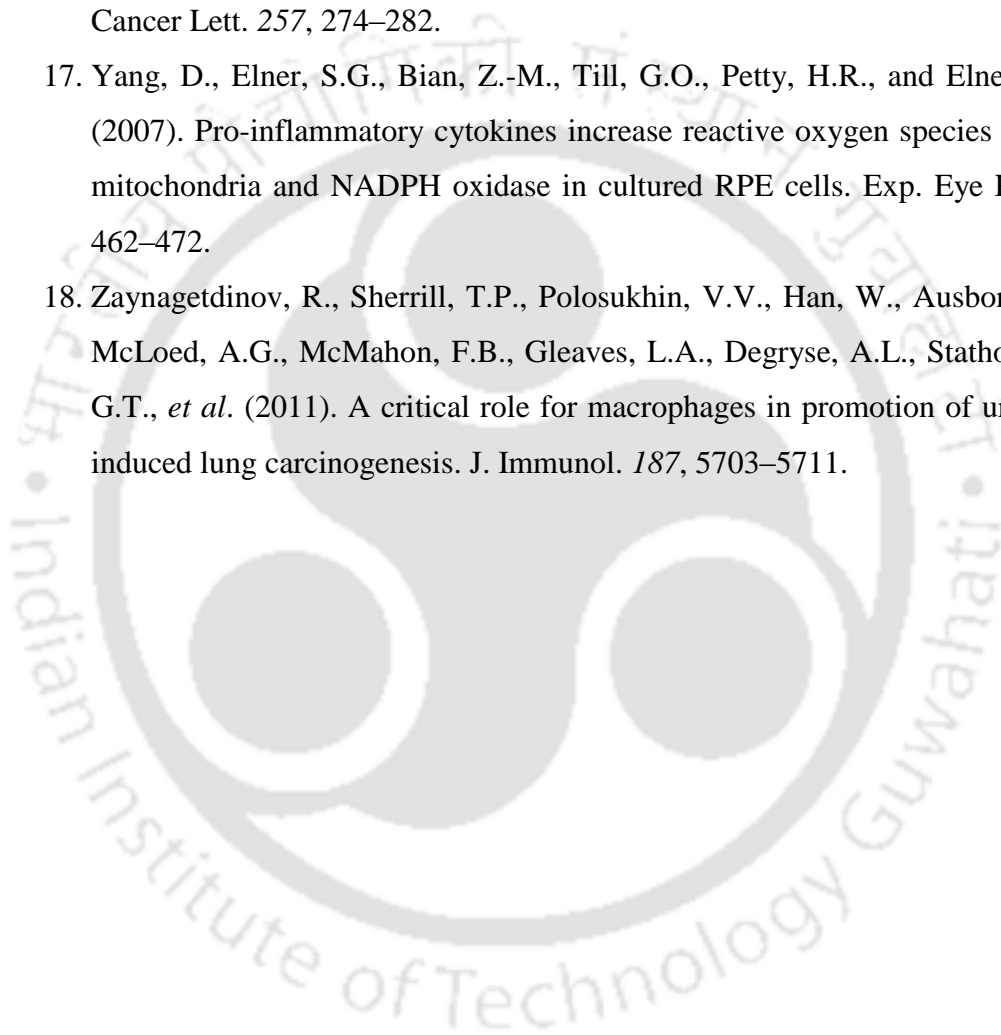 Cancer Lett. 257, 274–282.
17. Yang, D., Elner, S.G., Bian, Z.-M., Till, G.O., Petty, H.R., and Elne
(2007). Pro-inflammatory cytokines increase reactive oxygen species
mitochondria and NADPH oxidase in cultured RPE cells. Exp. Eye
462–472.
18. Zaynagetdinov, R., Sherrill, T.P., Polosukhin, V.V., Han, W., Ausbor
McLoed, A.G., McMahon, F.B., Gleaves, L.A., Degryse, A.L., Statho
G.T., et al. (2011). A critical role for macrophages in promotion of
induced lung carcinogenesis. J. Immunol. 187, 5703–5711.
Indian Institute of Technology Guwahati